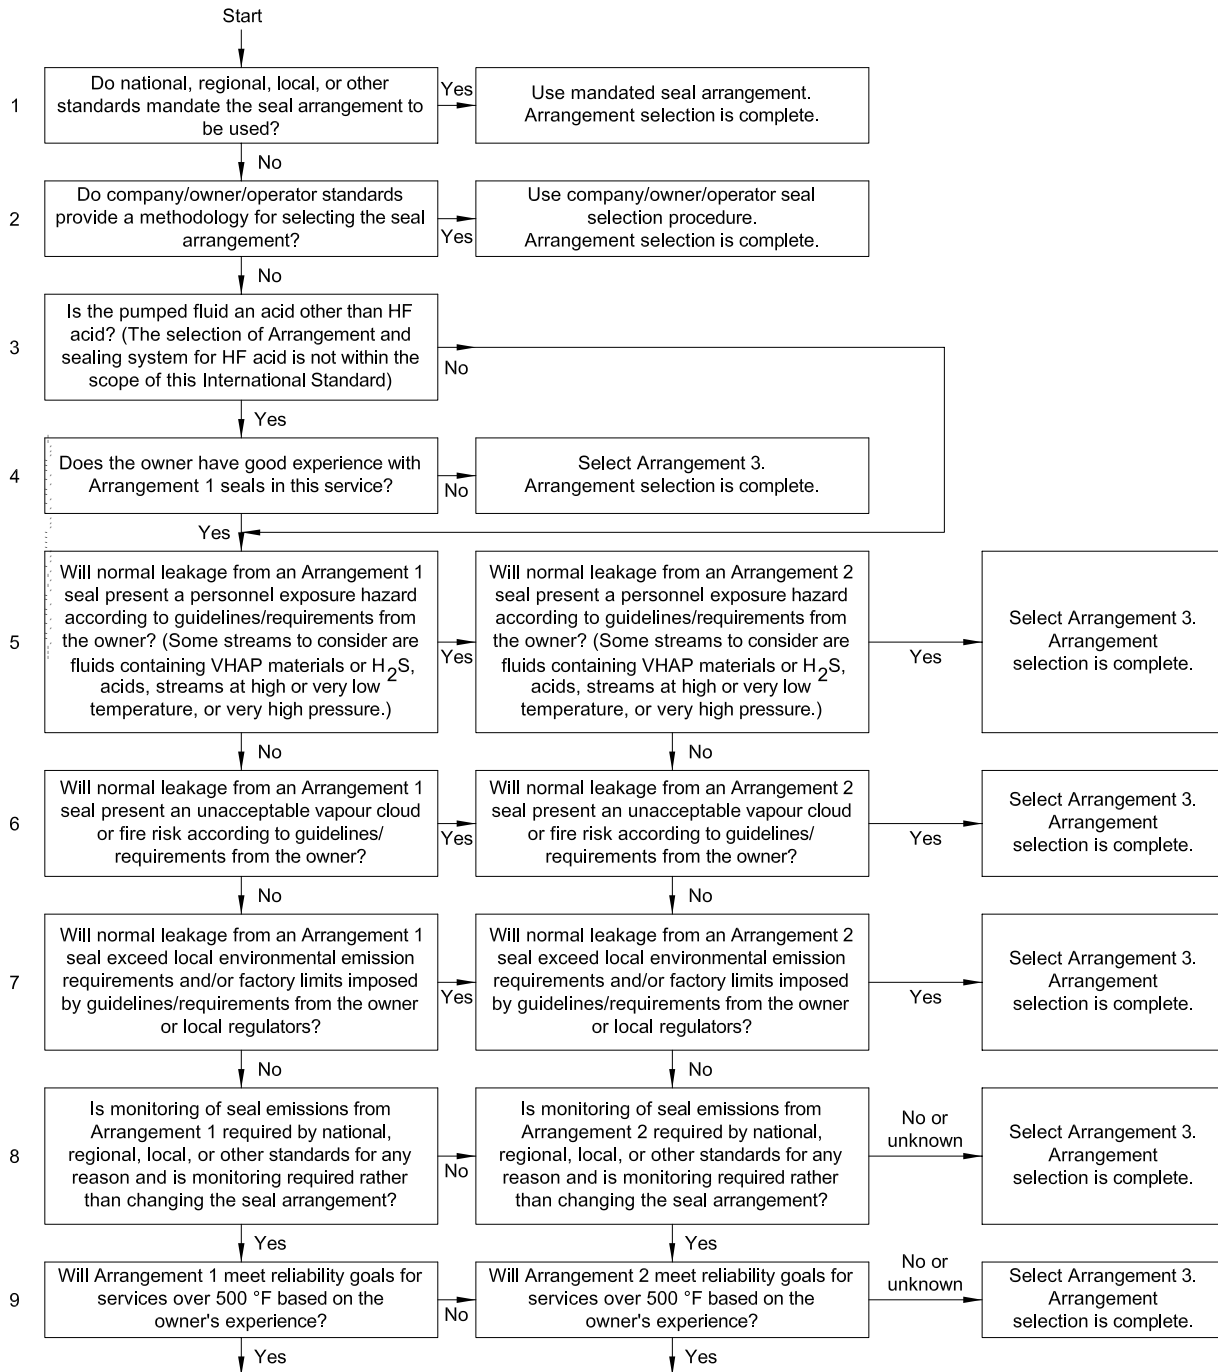 Start
1
Do national, regional, local, or other
standards mandate the seal arrangement to
be used?
Yes
Use mandated seal arrangement.
Arrangement selection is complete.
No
2
Do company/owner/operator standards
provide a methodology for selecting the seal
arrangement?
Yes
Use company/owner/operator seal
selection procedure.
Arrangement selection is complete.
No
3
Is the pumped fluid an acid other than HF
acid? (The selection of Arrangement and
sealing system for HF acid is not within the
scope of this International Standard)
No
Yes
4
Does the owner have good experience with
Arrangement 1 seals in this service?
No
Select Arrangement 3.
Arrangement selection is complete.
Yes
5
Will normal leakage from an Arrangement 1
seal present a personnel exposure hazard
according to guidelines/requirements from
the owner? (Some streams to consider are
fluids containing VHAP materials or H2S,
acids, streams at high or very low
temperature, or very high pressure.)
Yes
Will normal leakage from an Arrangement 2
seal present a personnel exposure hazard
according to guidelines/requirements from
the owner? (Some streams to consider are
fluids containing VHAP materials or H2S,
acids, streams at high or very low
temperature, or very high pressure.)
Yes
Select Arrangement 3.
Arrangement
selection is complete.
No
No
6
Will normal leakage from an Arrangement 1
seal present an unacceptable vapour cloud
or fire risk according to guidelines/
requirements from the owner?
Yes
Will normal leakage from an Arrangement 2
seal present an unacceptable vapour cloud
or fire risk according to guidelines/
requirements from the owner?
Yes
Select Arrangement 3.
Arrangement
selection is complete.
No
No
7
Will normal leakage from an Arrangement 1
seal exceed local environmental emission
requirements and/or factory limits imposed
by guidelines/requirements from the owner
or local regulators?
Yes
Will normal leakage from an Arrangement 2
seal exceed local environmental emission
requirements and/or factory limits imposed
by guidelines/requirements from the owner
or local regulators?
Yes
Select Arrangement 3.
Arrangement
selection is complete.
No
No
8
Is monitoring of seal emissions from
Arrangement 1 required by national,
regional, local, or other standards for any
reason and is monitoring required rather
than changing the seal arrangement?
No
Is monitoring of seal emissions from
Arrangement 2 required by national,
regional, local, or other standards for any
reason and is monitoring required rather
than changing the seal arrangement?
No or
unknown
Select Arrangement 3.
Arrangement
selection is complete.
Yes
Yes
9
Will Arrangement 1 meet reliability goals for
services over 500 °F based on the
owner's experience?
No
Will Arrangement 2 meet reliability goals for
services over 500 °F based on the
owner's experience?
No or
unknown
Select Arrangement 3.
Arrangement
selection is complete.
Yes
Yes